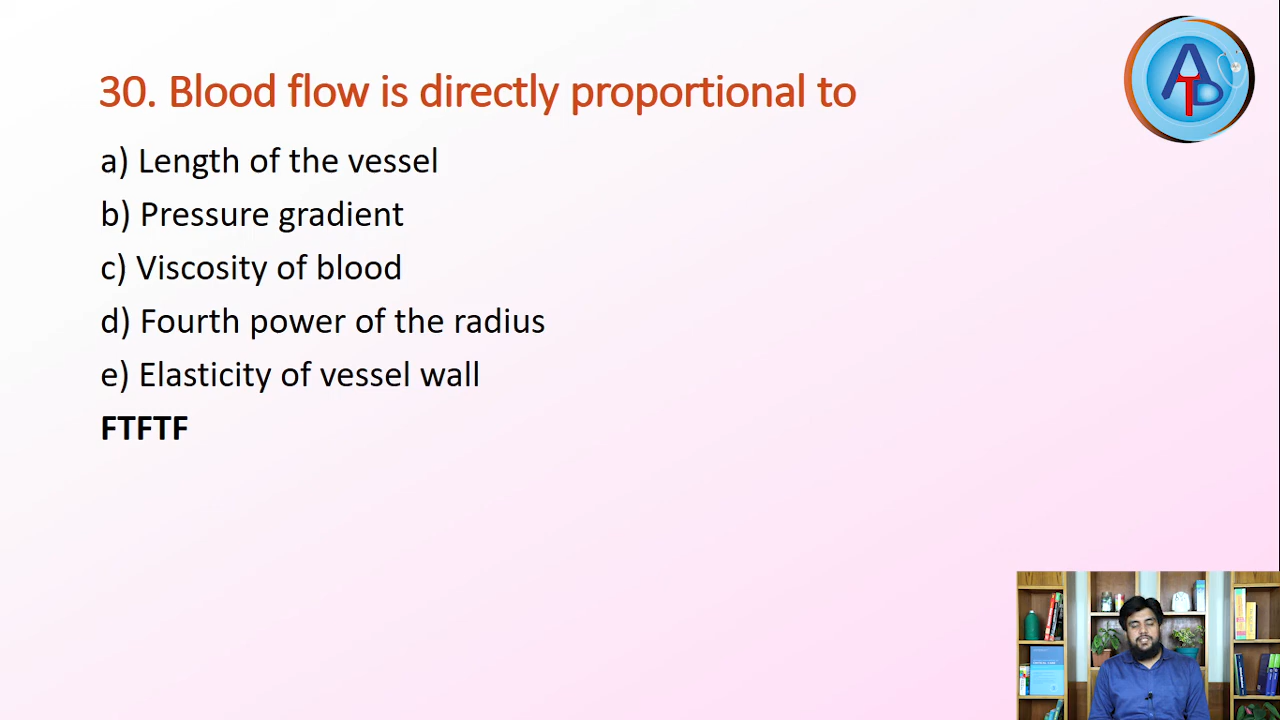 30. Blood flow is directly proportional to
a) Length of the vessel
b) Pressure gradient
c) Viscosity of blood
d) Fourth power of the radius
e) Elasticity of vessel wall
FTFTF
ATB